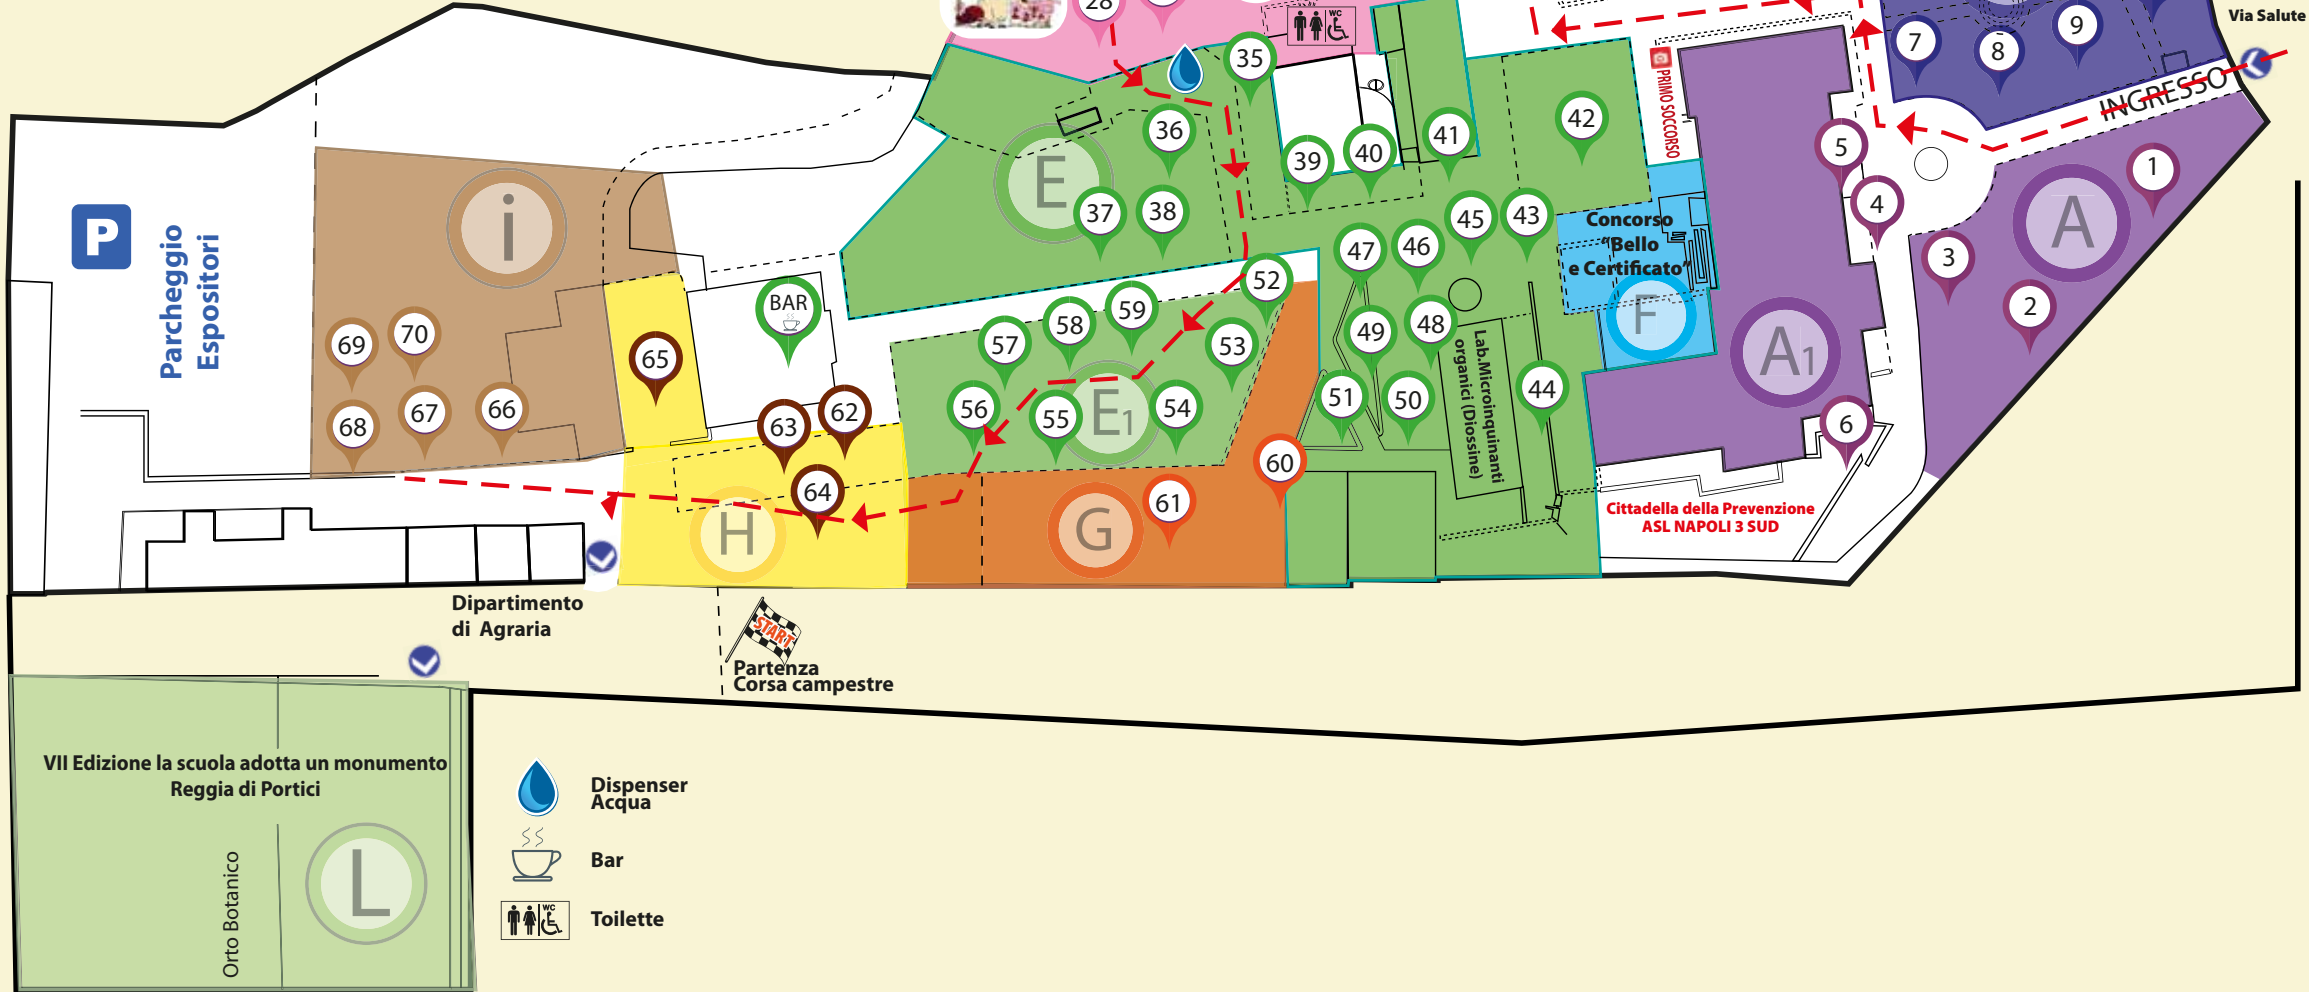 28
WC
35
7
8
9
Via Salute
INGRESSO
PRIMO SOCCORSO
36
39
40
41
42
5
4
1
A
3
2
E
37
38
i
P
Parcheggio
Espositori
47
46
45
43
Concorso
“Bello
e Certificato”
F
A1
52
BAR
57
58
59
53
49
48
Lab.Microinquinanti
organici (Diossine)
44
69
70
65
68
67
66
63
62
64
56
55
E1
54
51
50
6
60
61
H
G
Cittadella della Prevenzione
ASL NAPOLI 3 SUD
Dipartimento
di Agraria
START
Partenza
Corsa campestre
VII Edizione la scuola adotta un monumento
Reggia di Portici
Orto Botanico
L
Dispenser
Acqua
Bar
WC
Toilette